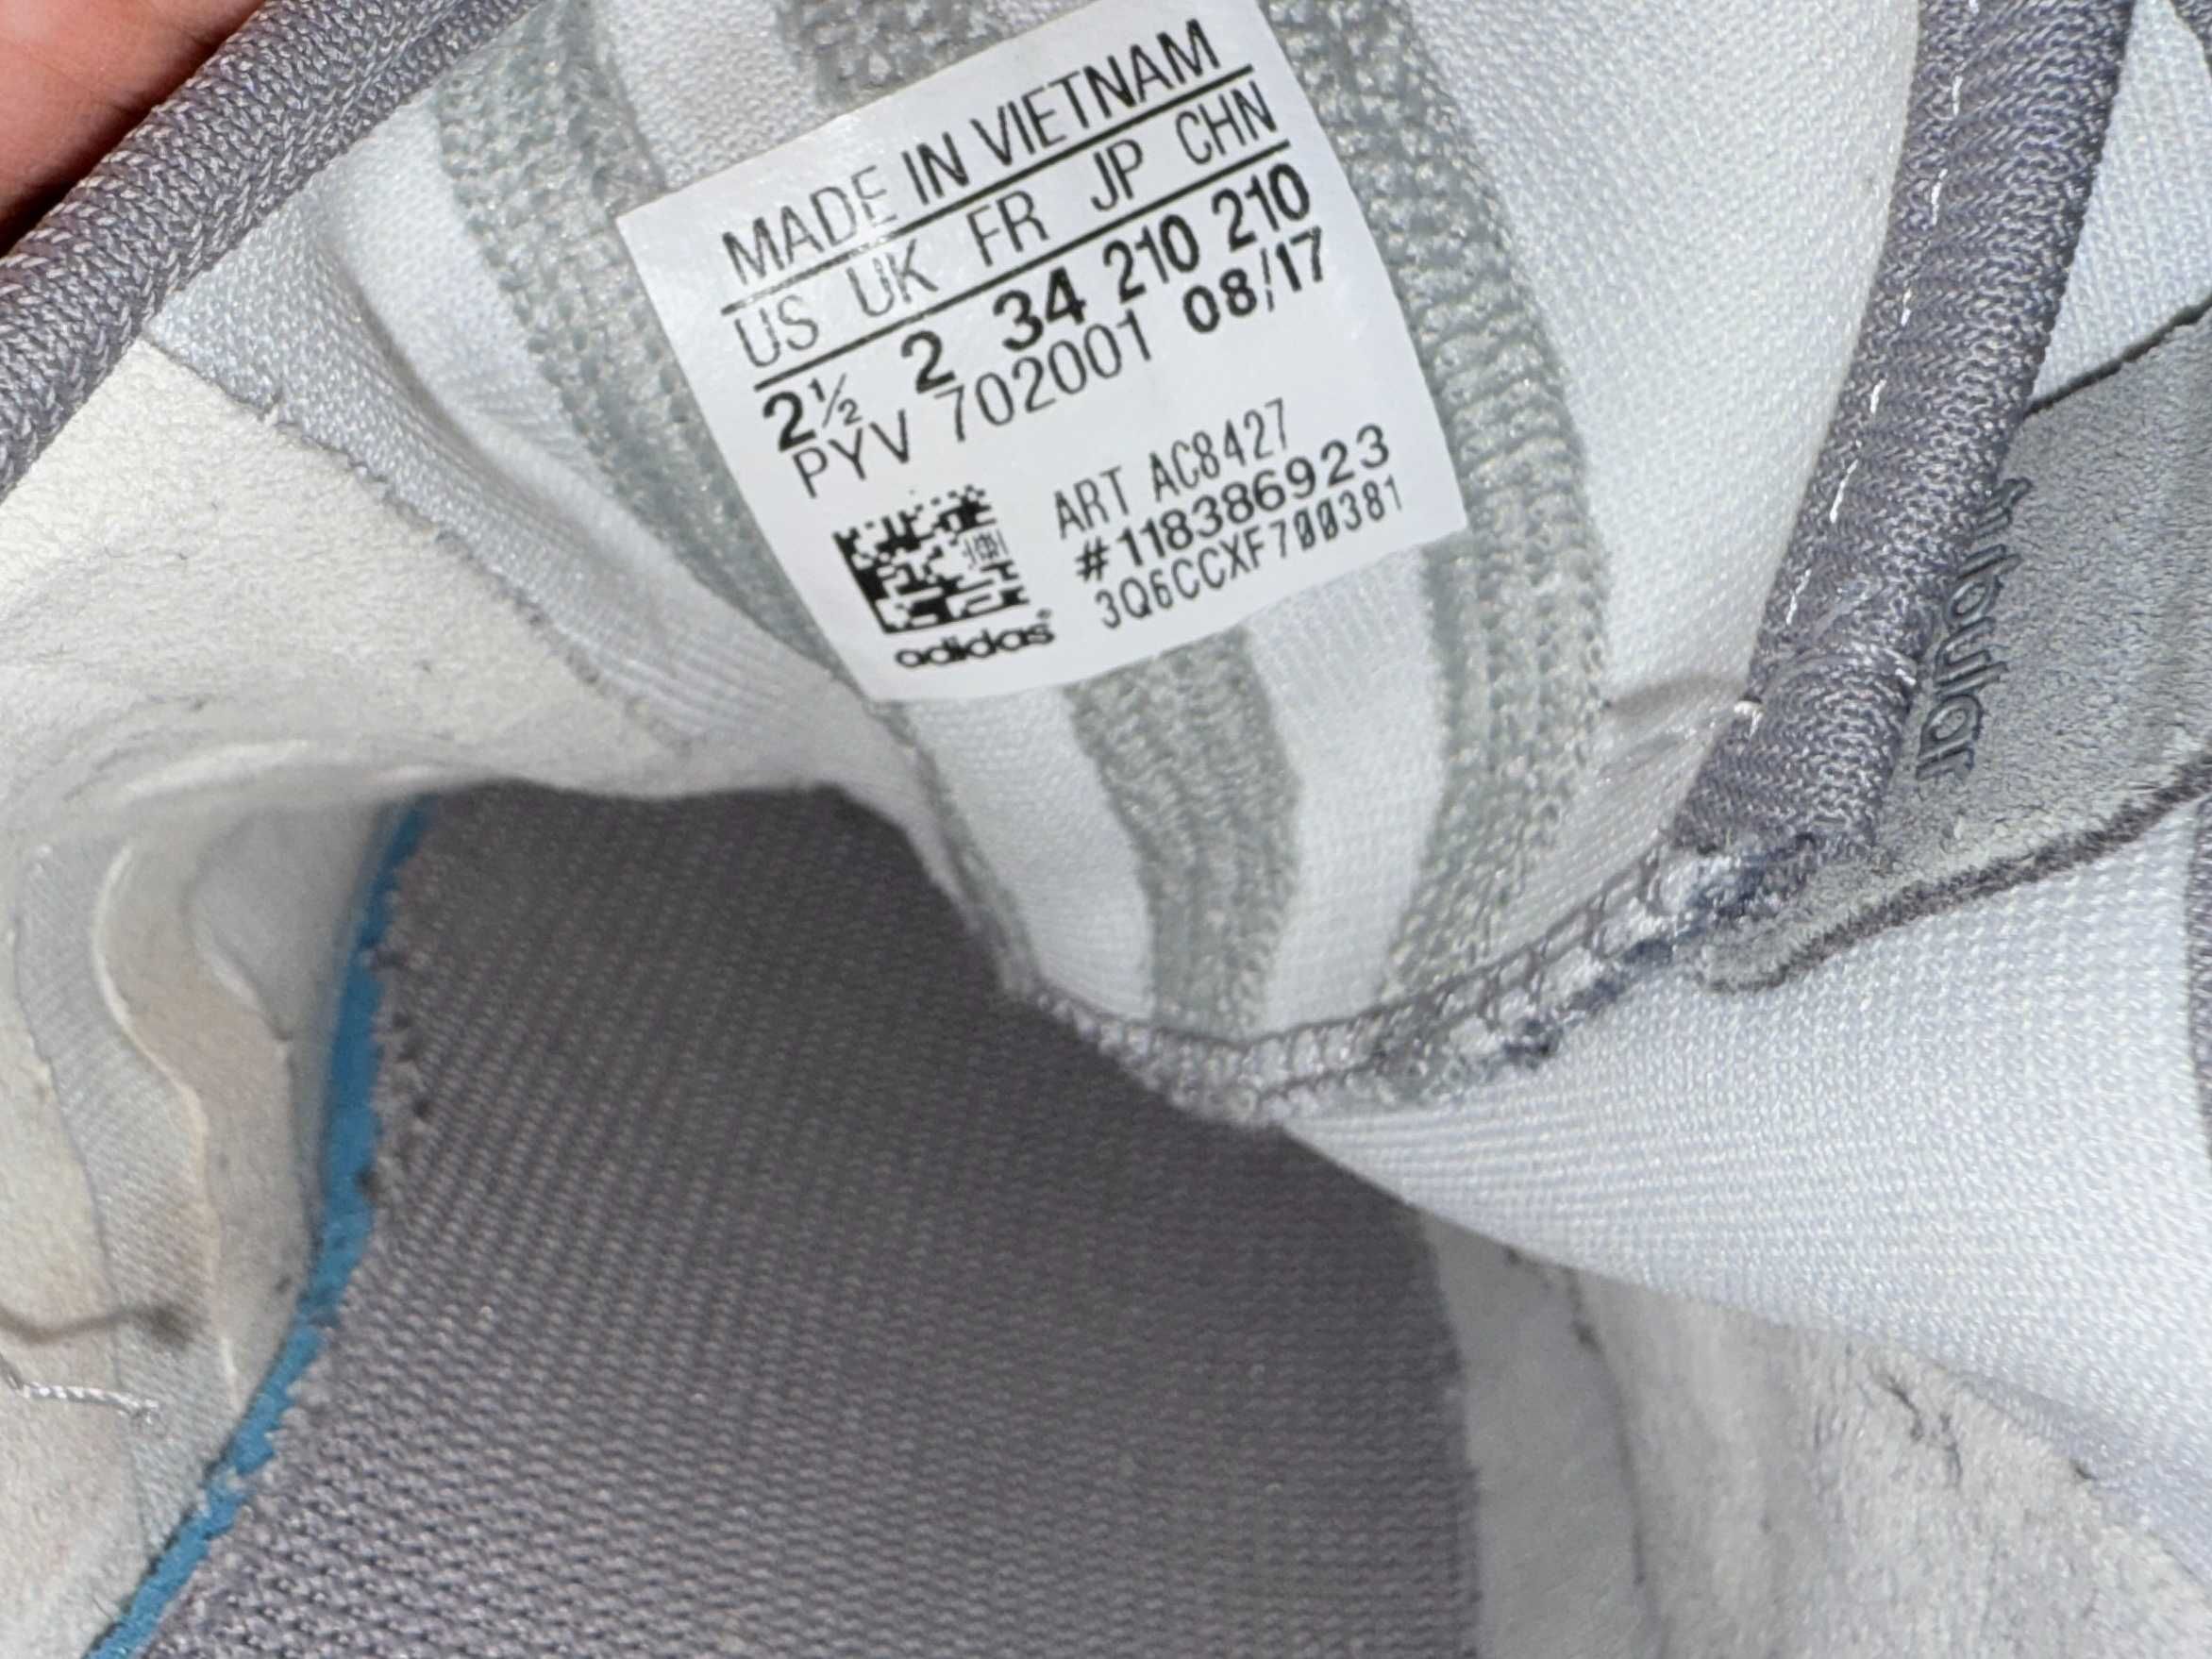 MADE IN VIETNAM
US UK FR JP CHN
2½ 2 34 210 210
PYV 702001 08/17
ART AC8427
#118386923
3Q6CCXF700381
adidas